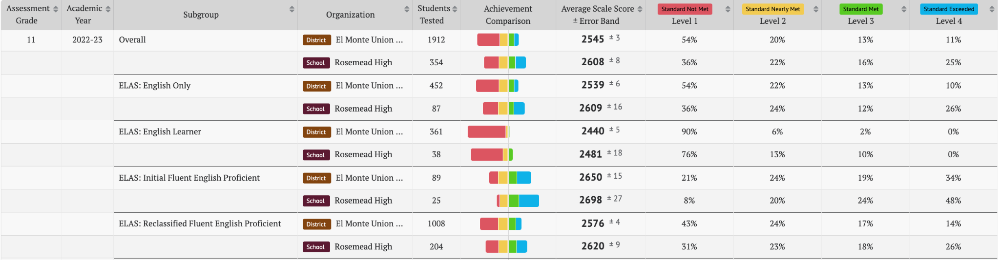 Assessment Grade Academic Year Subgroup Organization Students Tested Achievement Comparison Average Scale Score ± Error Band Standard Not Met Level 1 Standard Nearly Met Level 2 Standard Met Level 3 Standard Exceeded Level 4
11 2022-23 Overall District El Monte Union ... 1912 2545 ± 3 54% 20% 13% 11%
School Rosemead High 354 2608 ± 8 36% 22% 16% 25%
ELAS: English Only District El Monte Union ... 452 2539 ± 6 54% 22% 13% 10%
School Rosemead High 87 2609 ± 16 36% 24% 12% 26%
ELAS: English Learner District El Monte Union ... 361 2440 ± 5 90% 6% 2% 0%
School Rosemead High 38 2481 ± 18 76% 13% 10% 0%
ELAS: Initial Fluent English Proficient District El Monte Union ... 89 2650 ± 15 21% 24% 19% 34%
School Rosemead High 25 2698 ± 27 8% 20% 24% 48%
ELAS: Reclassified Fluent English Proficient District El Monte Union ... 1008 2576 ± 4 43% 24% 17% 14%
School Rosemead High 204 2620 ± 9 31% 23% 18% 26%